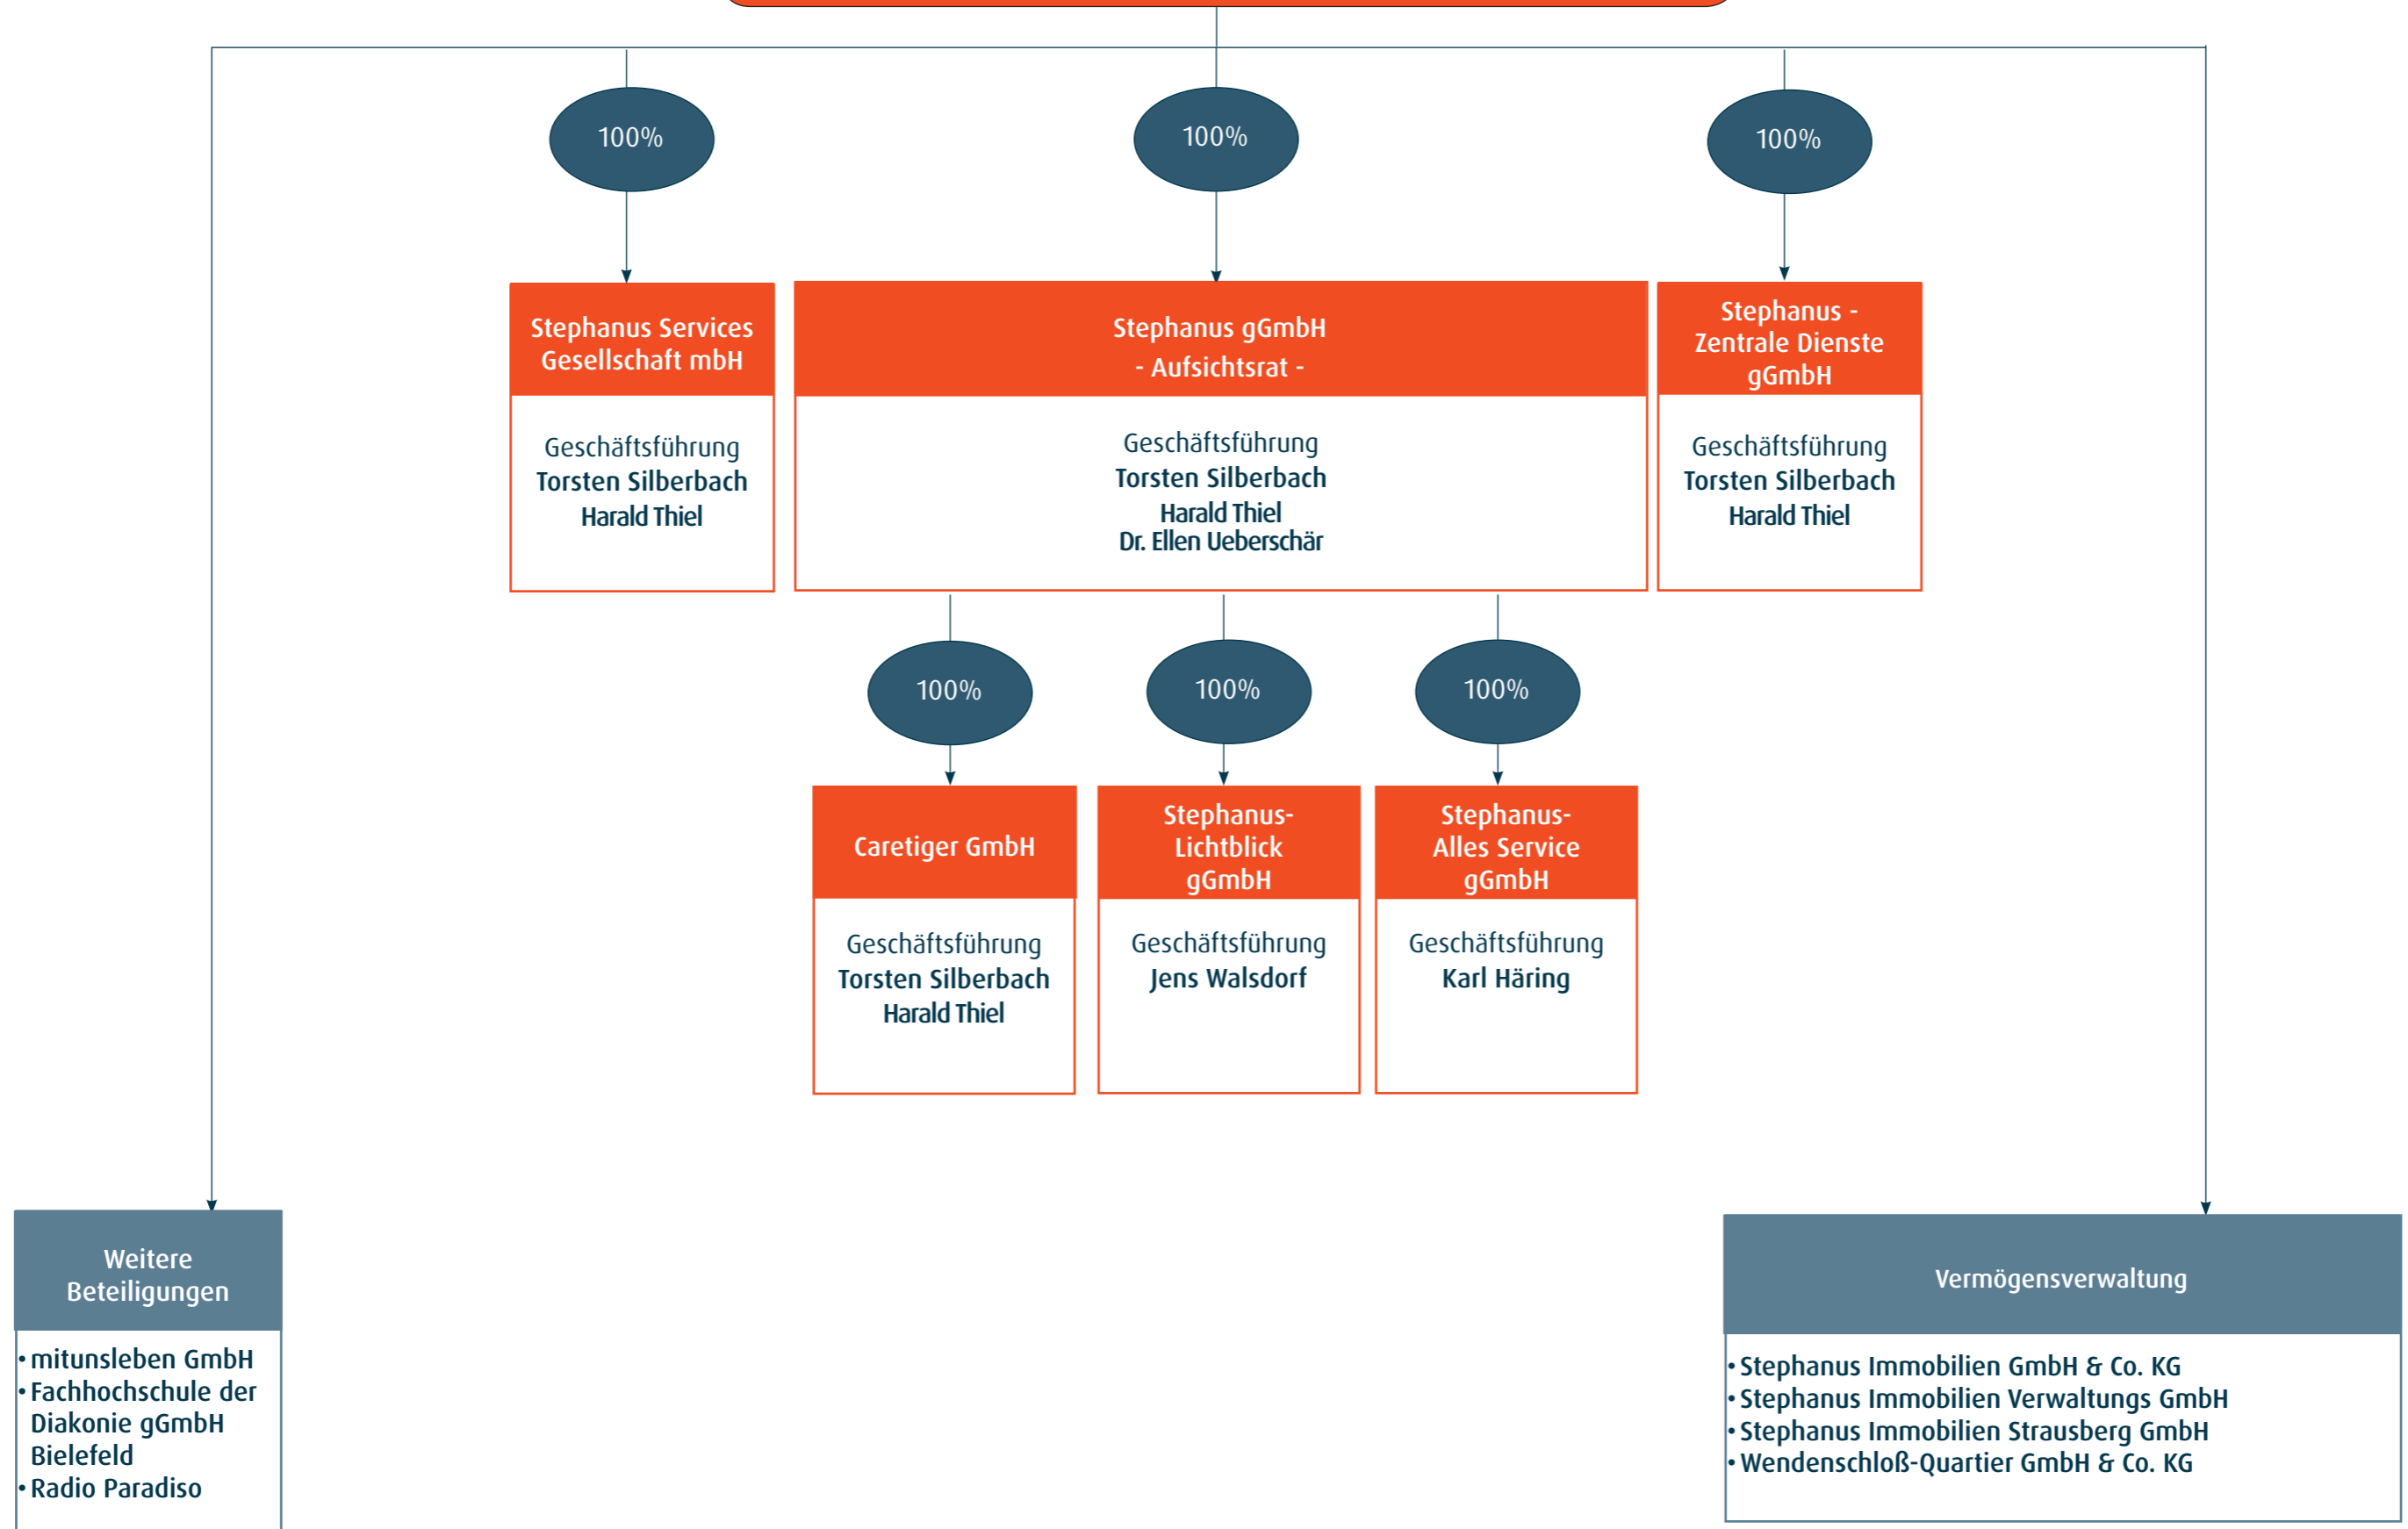 100%
100%
100%
Stephanus Services
Gesellschaft mbH
Geschäftsführung
Torsten Silberbach
Harald Thiel
Stephanus gGmbH
- Aufsichtsrat -
Geschäftsführung
Torsten Silberbach
Harald Thiel
Dr. Ellen Ueberschär
Stephanus -
Zentrale Dienste
gGmbH
Geschäftsführung
Torsten Silberbach
Harald Thiel
100%
100%
100%
Caretiger GmbH
Geschäftsführung
Torsten Silberbach
Harald Thiel
Stephanus-
Lichtblick
gGmbH
Geschäftsführung
Jens Walsdorf
Stephanus-
Alles Service
gGmbH
Geschäftsführung
Karl Häring
Weitere
Beteiligungen
• mitunsleben GmbH
• Fachhochschule der
Diakonie gGmbH
Bielefeld
• Radio Paradiso
Vermögensverwaltung
• Stephanus Immobilien GmbH & Co. KG
• Stephanus Immobilien Verwaltungs GmbH
• Stephanus Immobilien Strausberg GmbH
• Wendenschloß-Quartier GmbH & Co. KG